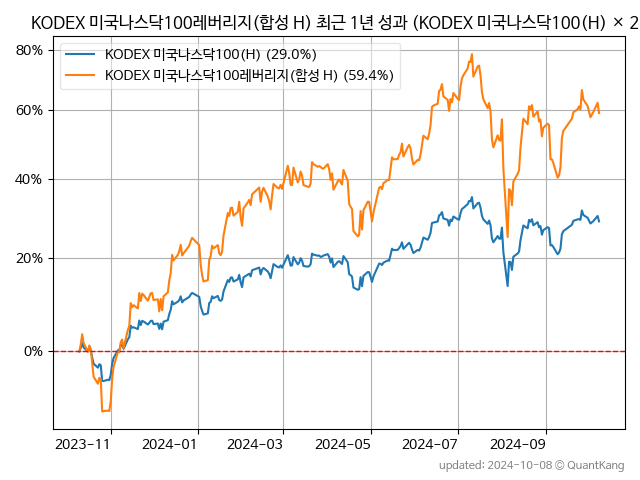 KODEX 미국나스닥100레버리지(합성 H) 최근 1년 성과 (KODEX 미국나스닥100(H) × 2
KODEX 미국나스닥100(H) (29.0%)
KODEX 미국나스닥100레버리지(합성 H) (59.4%)
80%
60%
40%
20%
0%
2023-11 2024-01 2024-03 2024-05 2024-07 2024-09
updated: 2024-10-08 © QuantKang